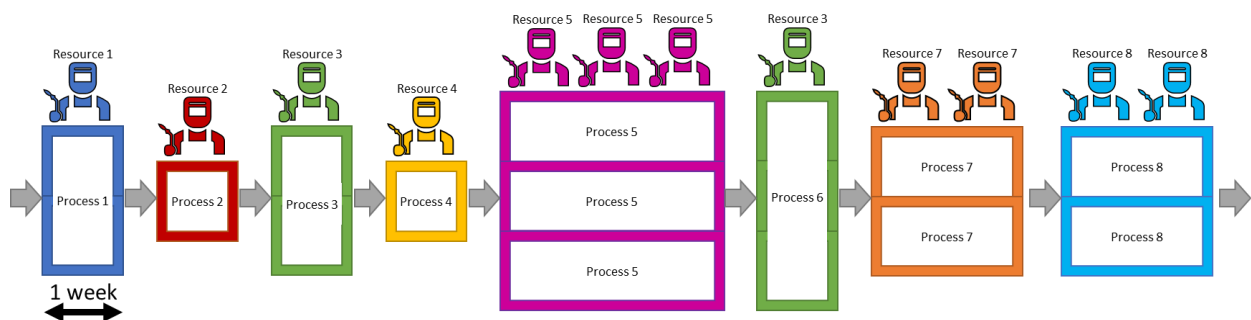 Resource 1
Resource 2
Resource 3
Resource 4
Resource 5
Resource 5
Resource 5
Resource 3
Resource 7
Resource 7
Resource 8
Resource 8
Process 1
Process 2
Process 3
Process 4
Process 5
Process 5
Process 5
Process 6
Process 7
Process 7
Process 8
Process 8
1 week